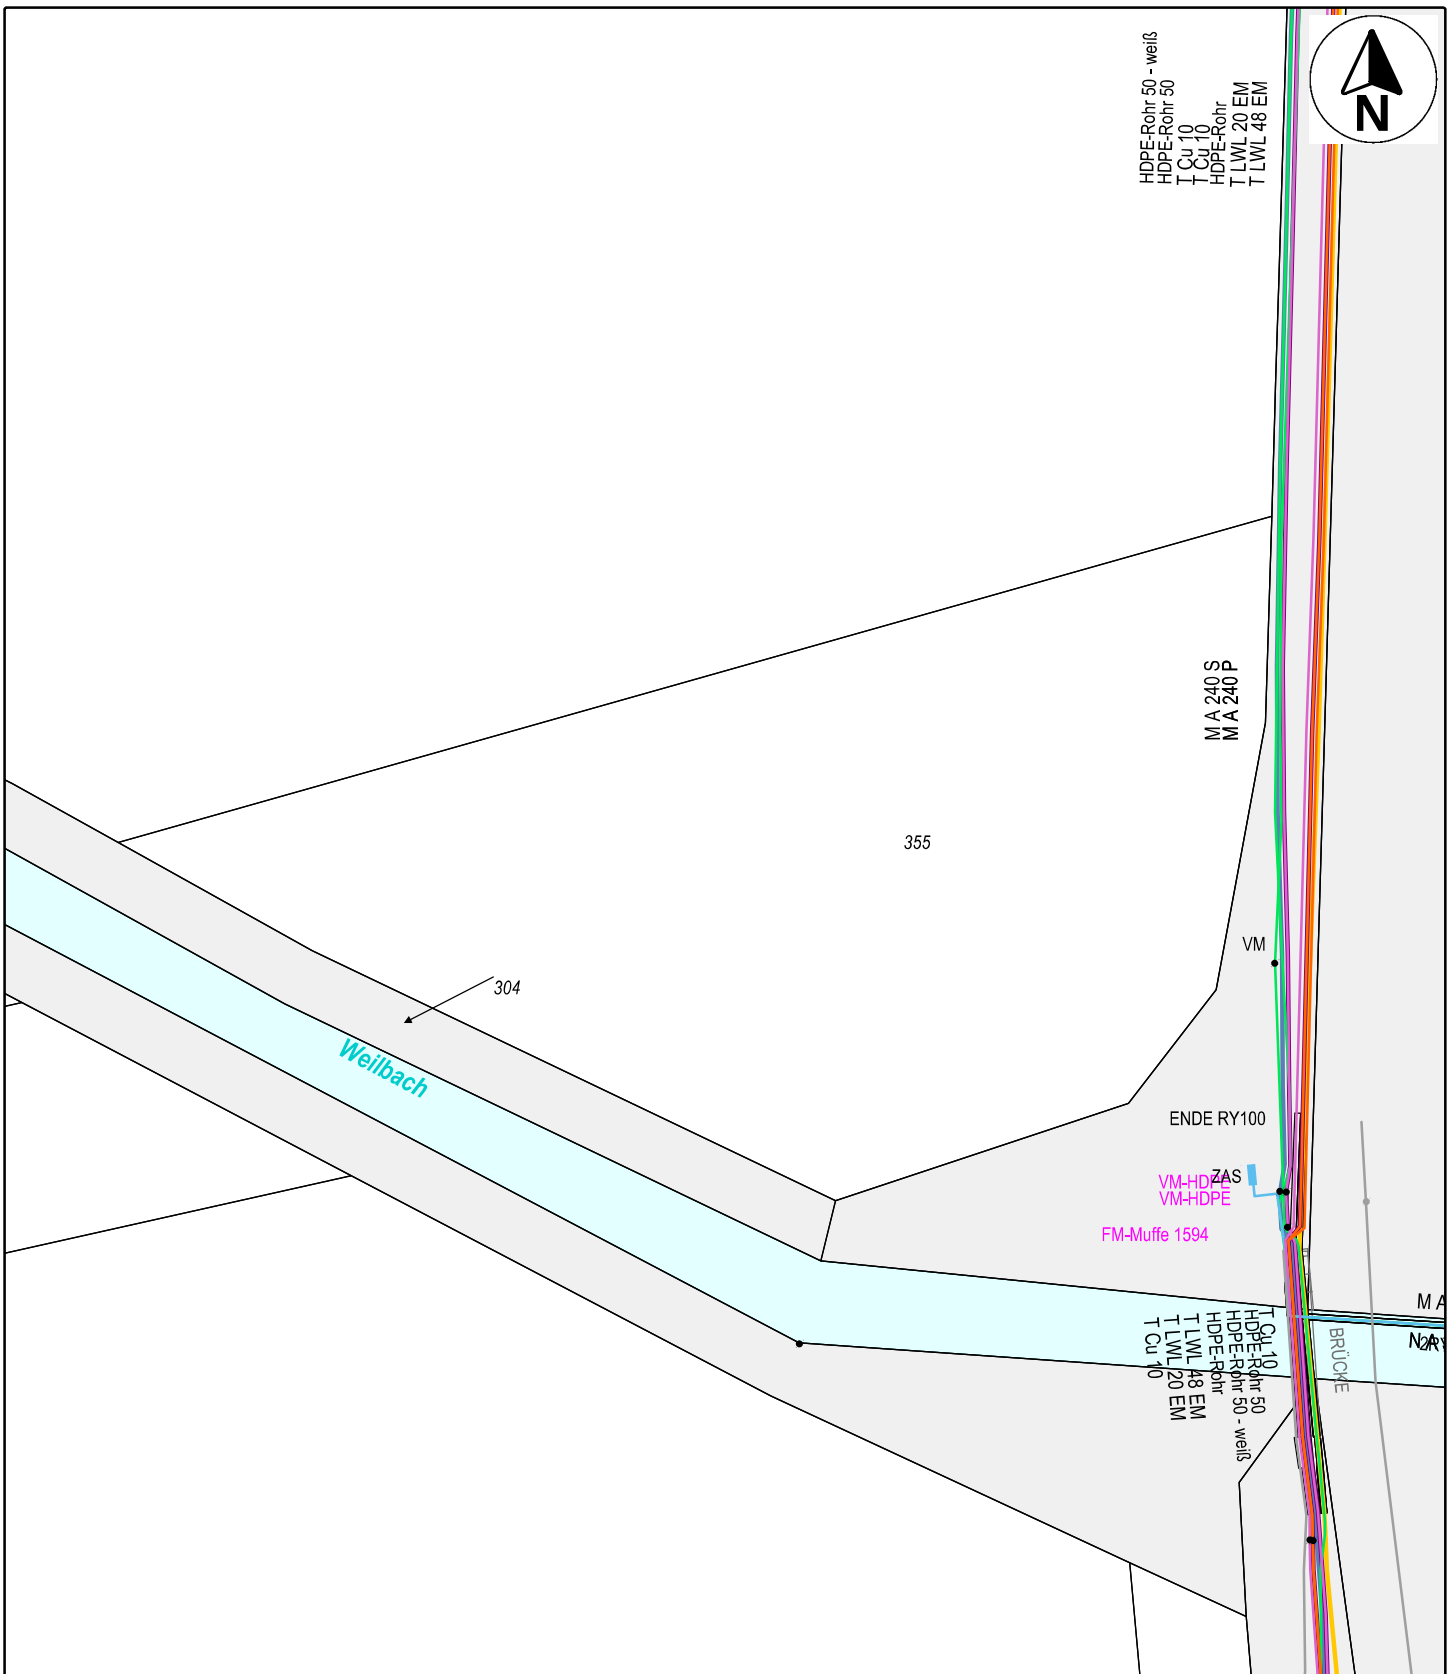 HDPE-Rohr 50 - weiß
HDPE-Rohr 50
T Cu 10
T Cu 10
HDPE-Rohr
T LWL 20 EM
T LWL 48 EM
N
M A 240 S
M A 240 P
355
VM
304
Weilbach
ENDE RY100
ZAS
VM-HDPE
VM-HDPE
FM-Muffe 1594
M A
BRÜCKE
T Cu 10
HDPE-Rohr 50
HDPE-Rohr 50 - weiß
HDPE-Rohr
T LWL 48 EM
T LWL 20 EM
T Cu 10